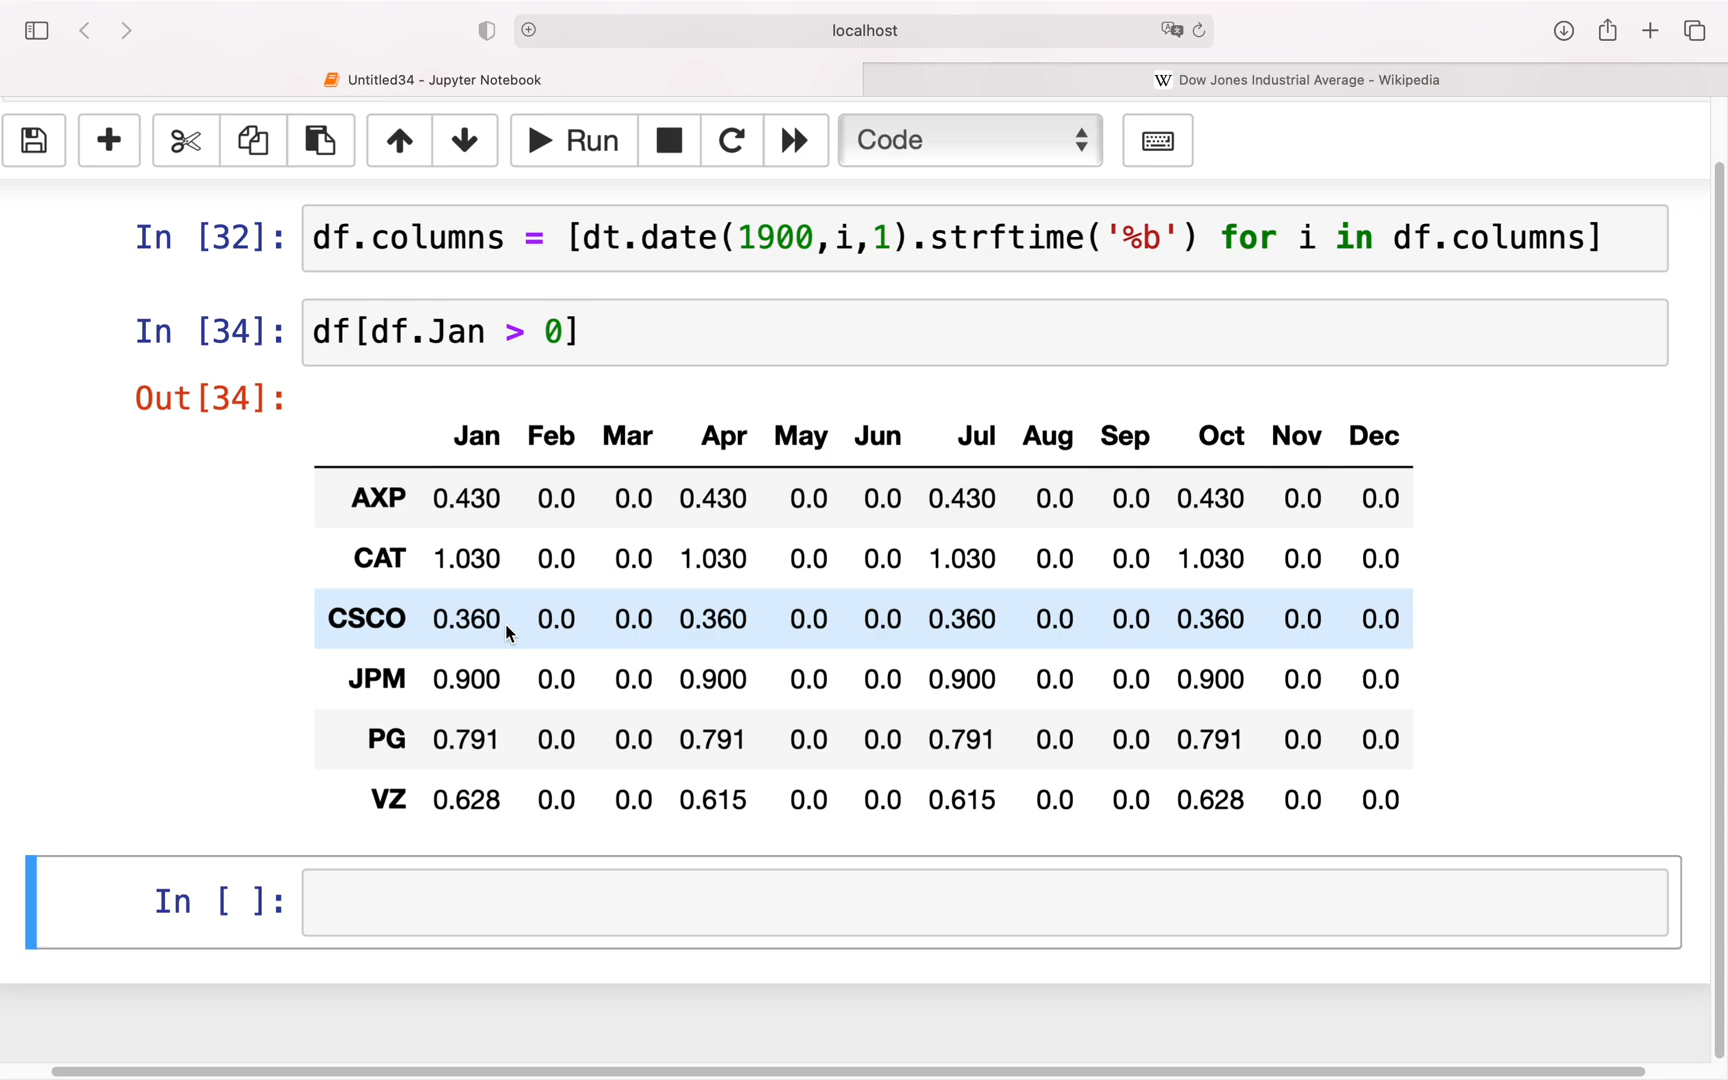 localhost
Untitled34 - Jupyter Notebook
Dow Jones Industrial Average - Wikipedia
Run
Code
In [32]: df.columns = [dt.date(1900,i,1).strftime('%b') for i in df.columns]
In [34]: df[df.Jan > 0]
Out[34]:
Jan Feb Mar Apr May Jun Jul Aug Sep Oct Nov Dec
AXP 0.430 0.0 0.0 0.430 0.0 0.0 0.430 0.0 0.0 0.430 0.0 0.0
CAT 1.030 0.0 0.0 1.030 0.0 0.0 1.030 0.0 0.0 1.030 0.0 0.0
CSCO 0.360 0.0 0.0 0.360 0.0 0.0 0.360 0.0 0.0 0.360 0.0 0.0
JPM 0.900 0.0 0.0 0.900 0.0 0.0 0.900 0.0 0.0 0.900 0.0 0.0
PG 0.791 0.0 0.0 0.791 0.0 0.0 0.791 0.0 0.0 0.791 0.0 0.0
VZ 0.628 0.0 0.0 0.615 0.0 0.0 0.615 0.0 0.0 0.628 0.0 0.0
In [ ]: